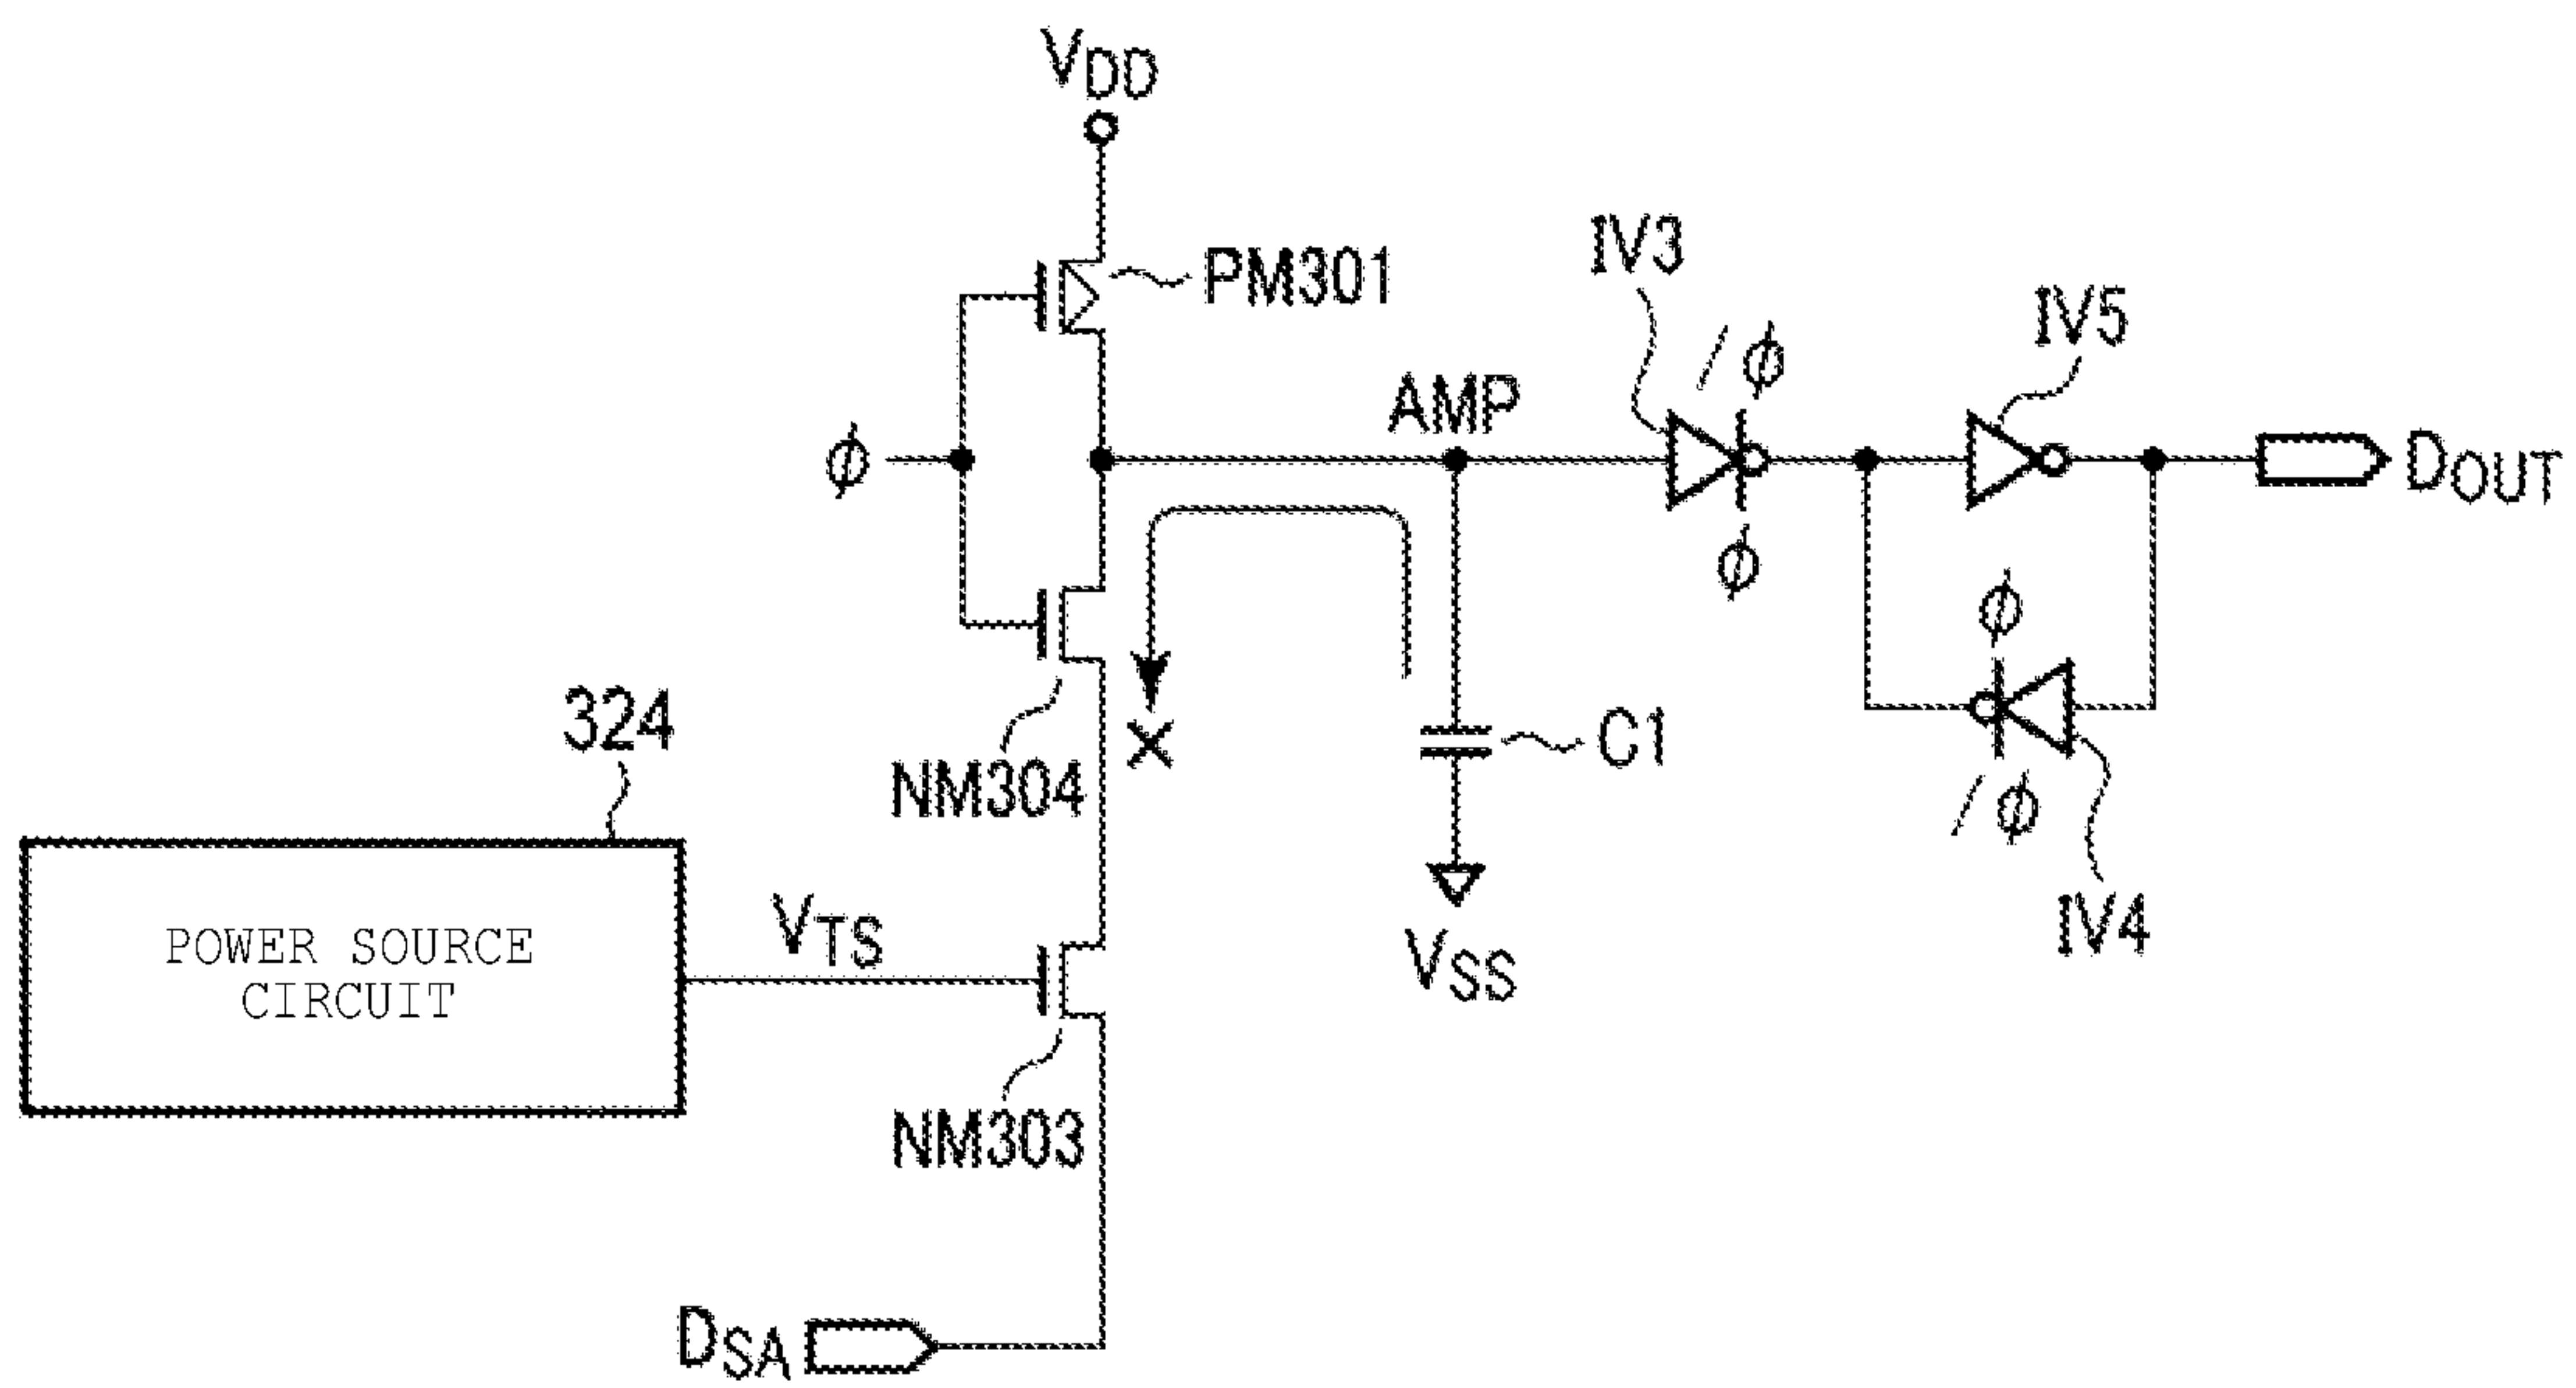 VDD
PM301
IV3
/ϕ
IV5
AMP
ϕ
DOUT
ϕ
ϕ
324
NM304
C1
/ϕ
POWER SOURCE
CIRCUIT
VTS
VSS
IV4
NM303
DSA